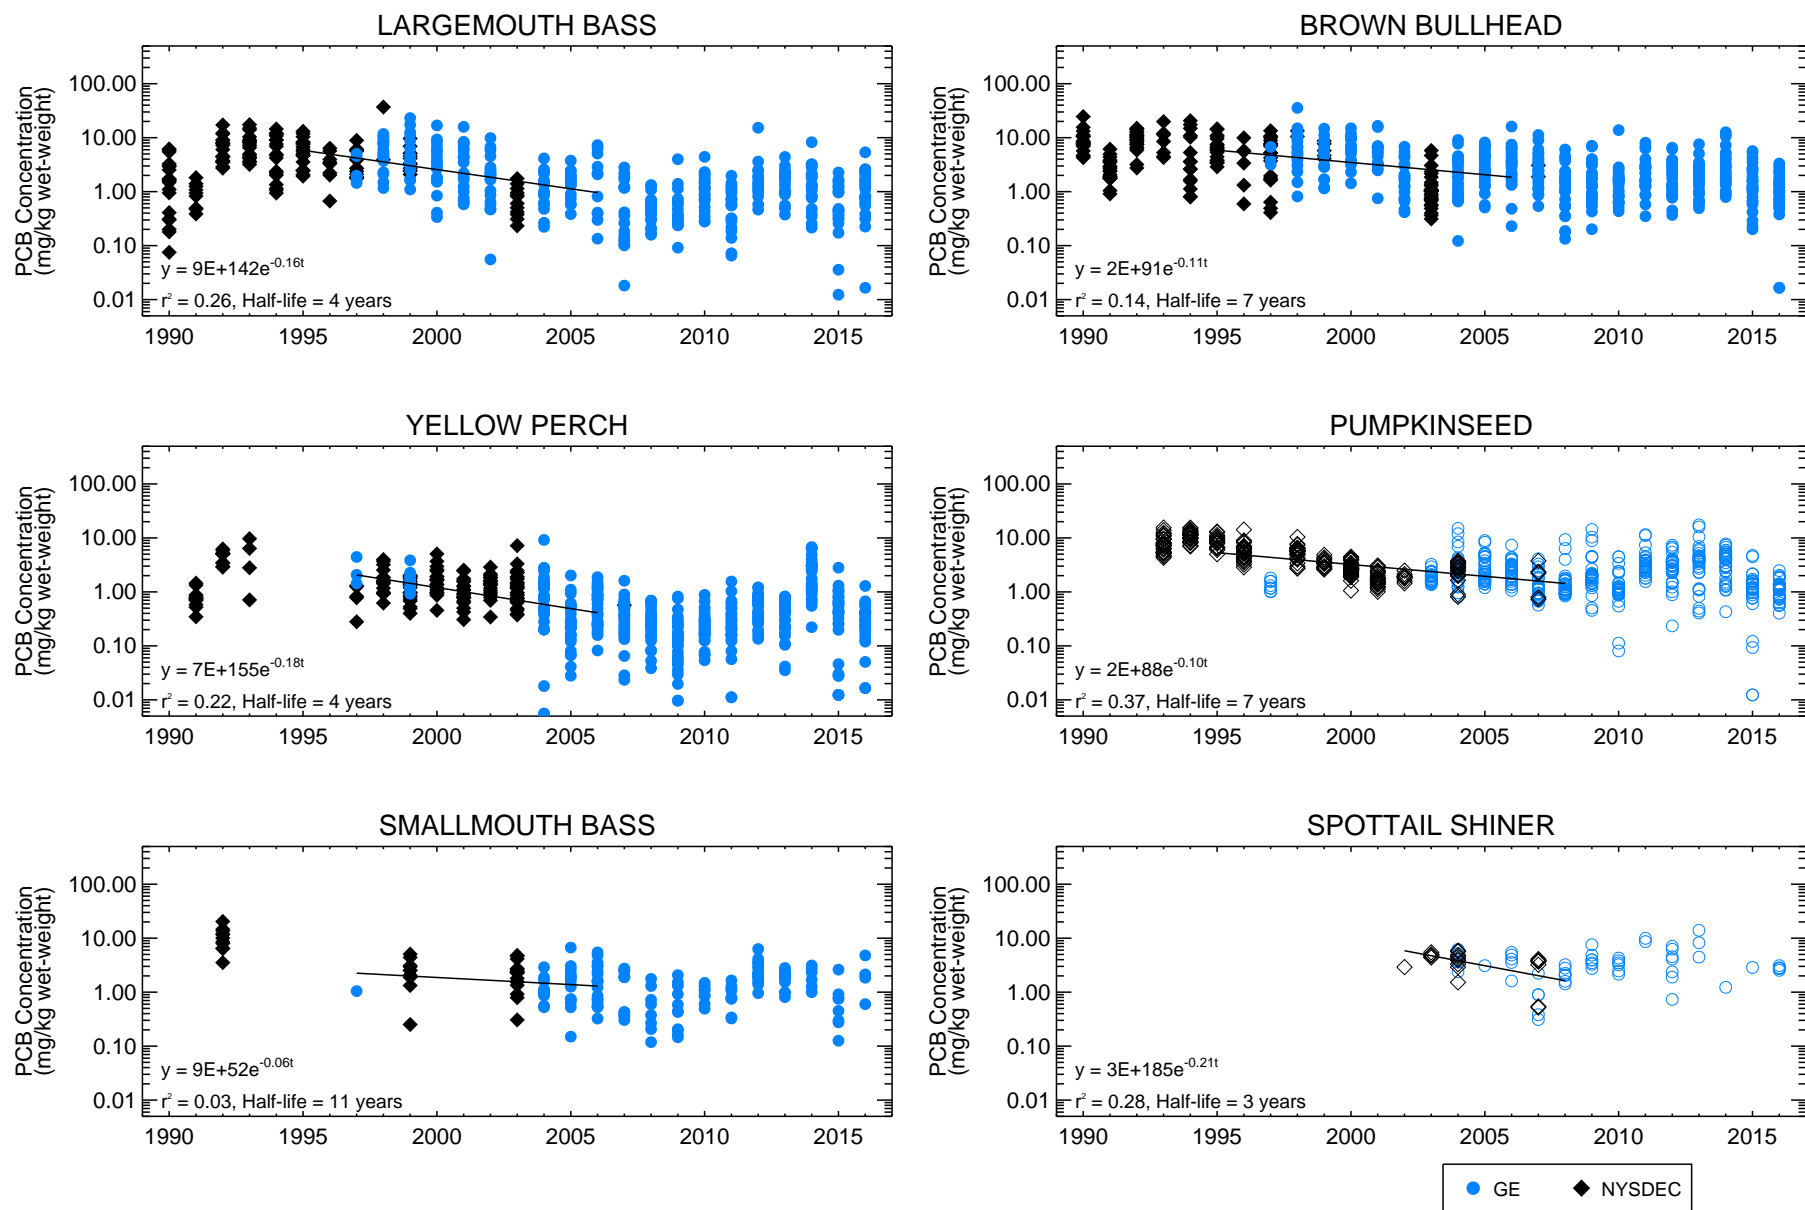 LARGEMOUTH BASS
PCB Concentration
(mg/kg wet-weight)
100.00
10.00
1.00
0.10
0.01
y = 9E+142e^-0.16t
r² = 0.26, Half-life = 4 years
1990 1995 2000 2005 2010 2015
BROWN BULLHEAD
PCB Concentration
(mg/kg wet-weight)
100.00
10.00
1.00
0.10
0.01
y = 2E+91e^-0.11t
r² = 0.14, Half-life = 7 years
1990 1995 2000 2005 2010 2015
YELLOW PERCH
PCB Concentration
(mg/kg wet-weight)
100.00
10.00
1.00
0.10
0.01
y = 7E+155e^-0.18t
r² = 0.22, Half-life = 4 years
1990 1995 2000 2005 2010 2015
PUMPKINSEED
PCB Concentration
(mg/kg wet-weight)
100.00
10.00
1.00
0.10
0.01
y = 2E+88e^-0.10t
r² = 0.37, Half-life = 7 years
1990 1995 2000 2005 2010 2015
SMALLMOUTH BASS
PCB Concentration
(mg/kg wet-weight)
100.00
10.00
1.00
0.10
0.01
y = 9E+52e^-0.06t
r² = 0.03, Half-life = 11 years
1990 1995 2000 2005 2010 2015
SPOTTAIL SHINER
PCB Concentration
(mg/kg wet-weight)
100.00
10.00
1.00
0.10
0.01
y = 3E+185e^-0.21t
r² = 0.28, Half-life = 3 years
1990 1995 2000 2005 2010 2015
GE NYSDEC